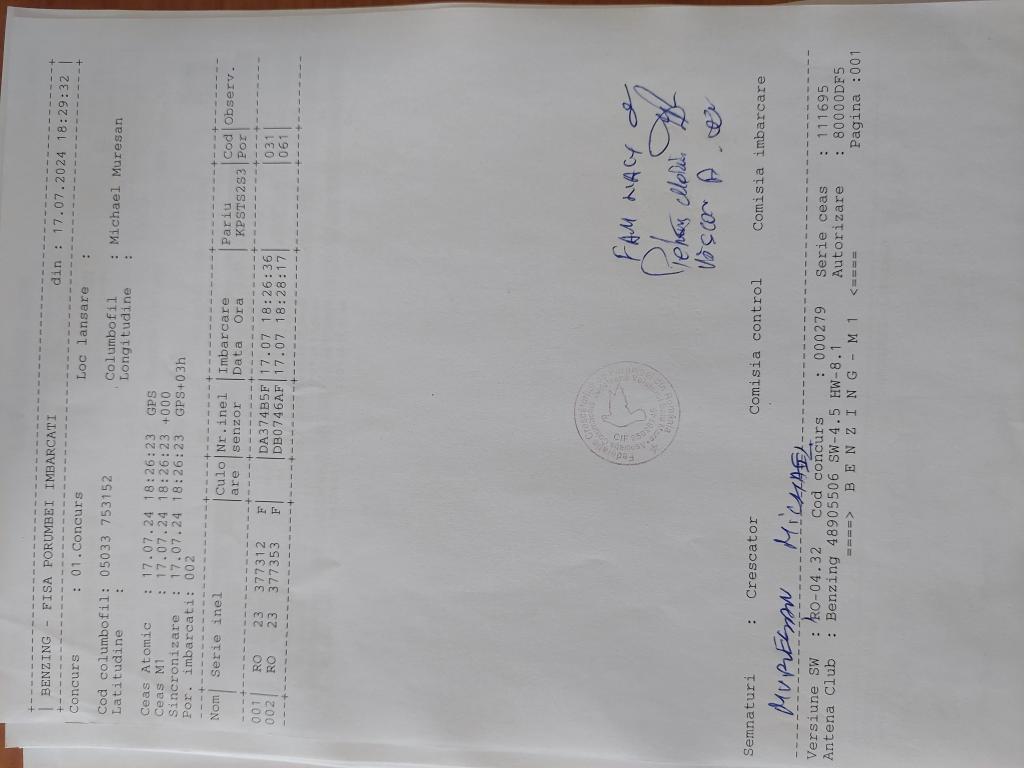 | BENZING - FISA PORUMBEI IMBARCATI din : 17.07.2024 18:29:32 |
| Concurs : 01.Concurs Loc lansare :
Cod columbofil: 05033 753152 Columbofil : Michael Muresan
Latitudine : Longitudine :
Ceas Atomic : 17.07.24 18:26:23 GPS
Ceas M1 : 17.07.24 18:26:23 +000
Sincronizare : 17.07.24 18:26:23 GPS+03h
Por. imbarcati: 002
Nom| Serie inel |Culo|Nr.inel |Imbarcare |Pariu |Cod|Observ.
|are |senzor |Data Ora |KPSTS2S3|Por|
001| RO 23 377312 F| |DA374B5F|17.07 18:26:36| |031|
002| RO 23 377353 F| |DB0746AF|17.07 18:28:17| |061|
FAM NAGY
Vascan A.
Semnaturi : Crescator Comisia control Comisia imbarcare
MURESAN MICHAEL
Versiune SW : RO-04.32 Cod concurs : 000279 Serie ceas : 111695
Antena Club : Benzing 48905506 SW-4.5 HW-8.1 Autorizare : 80000DF5
====> B E N Z I N G - M 1 <==== Pagina :001